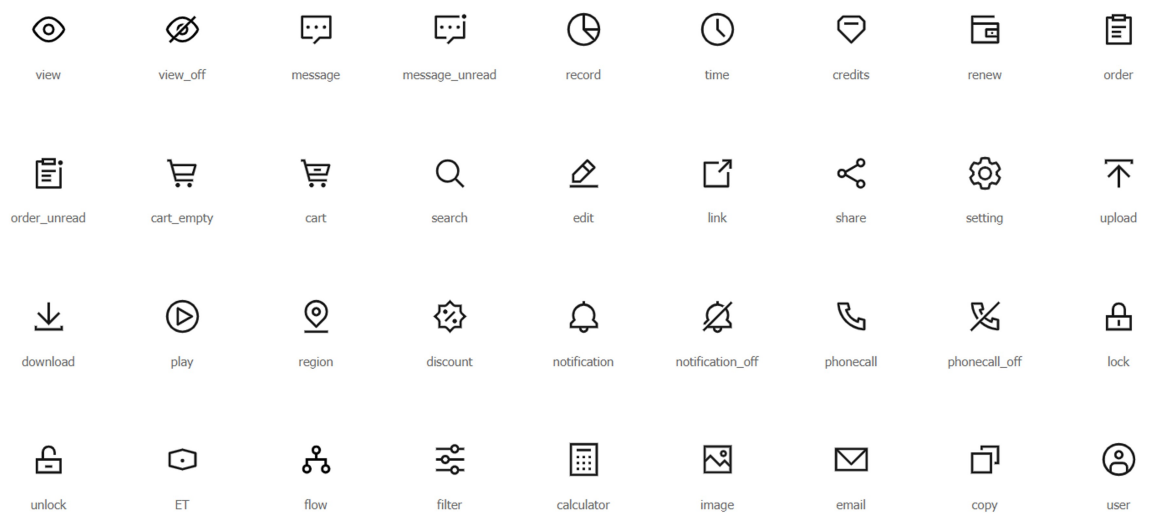 view view_off message message_unread record time credits renew order
order_unread cart_empty cart search edit link share setting upload
download play region discount notification notification_off phonecall phonecall_off lock
unlock ET flow filter calculator image email copy user